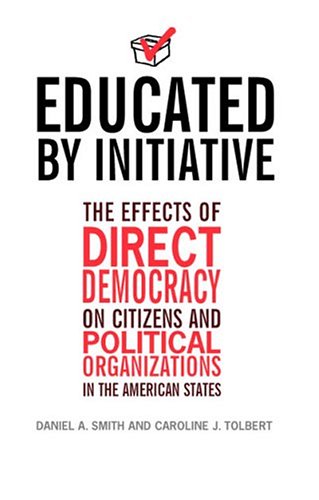 EDUCATED
BY INITIATIVE
THE EFFECTS OF
DIRECT
DEMOCRACY
ON CITIZENS AND
POLITICAL
ORGANIZATIONS
IN THE AMERICAN STATES
DANIEL A. SMITH AND CAROLINE J. TOLBERT